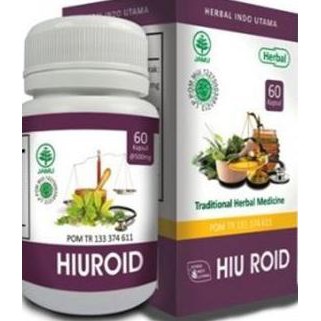 HERBAL INDO UTAMA
JAMU
Herbal
60
Kapsul
Traditional Herbal Medicine
POM TR 133 374 611
HIU ROID
JAMU
60
Kapsul
@500mg
POM TR 133 374 611
HIUROID